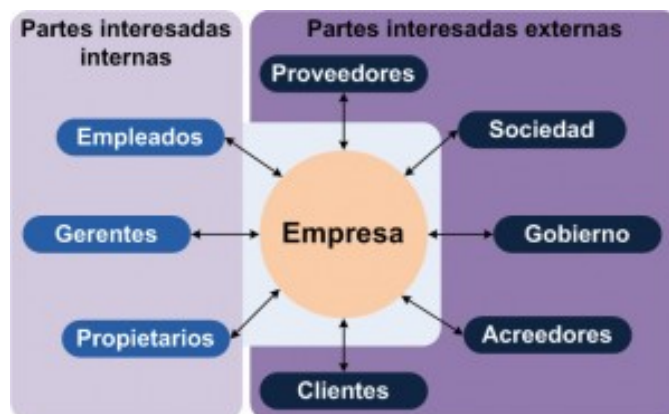 Partes interesadas
internas
Partes interesadas externas
Proveedores
Empleados
Sociedad
Gerentes
Empresa
Gobierno
Propietarios
Acreedores
Clientes